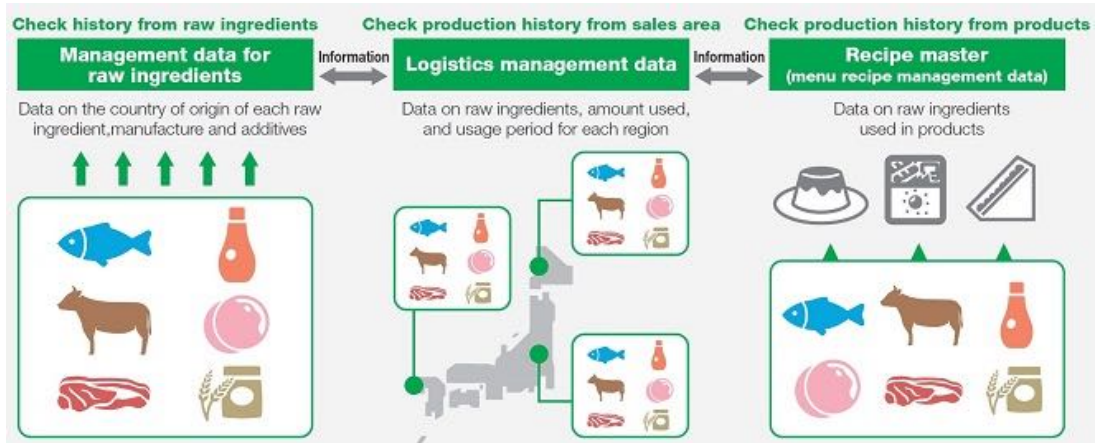 Check history from raw ingredients
Management data for
raw ingredients
Data on the country of origin of each raw
ingredient,manufacture and additives
Information
Check production history from sales area
Logistics management data
Data on raw ingredients, amount used,
and usage period for each region
Information
Check production history from products
Recipe master
(menu recipe management data)
Data on raw ingredients
used in products